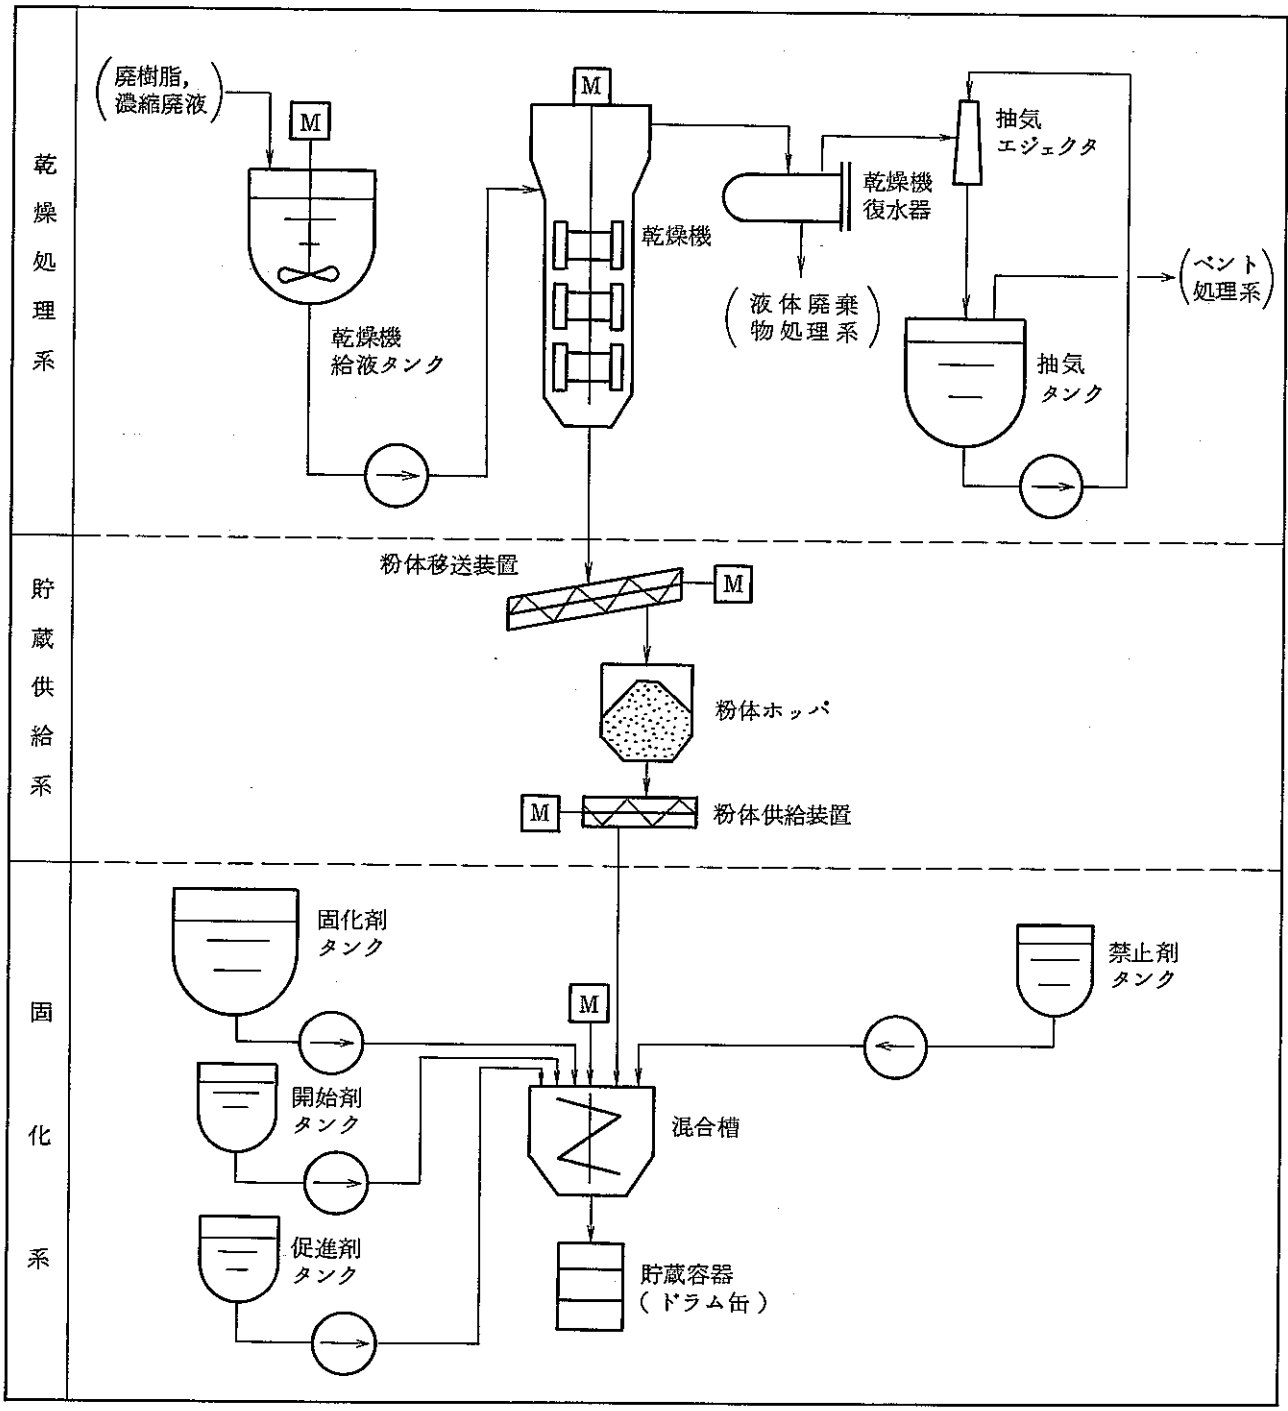 乾燥処理系
(廃樹脂,
濃縮廃液)
M
M
乾燥機
給液タンク
乾燥機
乾燥機
復水器
(液体廃棄
物処理系)
抽気
エジェクタ
(ベント
処理系)
抽気
タンク
貯蔵供給系
粉体移送装置
M
粉体ホッパ
M
粉体供給装置
固化系
固化剤
タンク
M
禁止剤
タンク
開始剤
タンク
混合槽
促進剤
タンク
貯蔵容器
(ドラム缶)